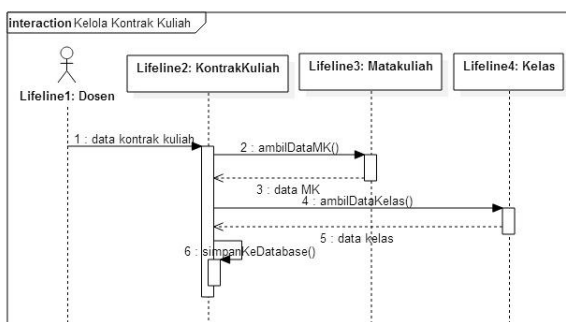 interaction Kelola Kontrak Kuliah
Lifeline1: Dosen
Lifeline2: KontrakKuliah
Lifeline3: Matakuliah
Lifeline4: Kelas
1 : data kontrak kuliah
2 : ambilDataMK()
3 : data MK
4 : ambilDataKelas()
5 : data kelas
6 : simpanKeDatabase()